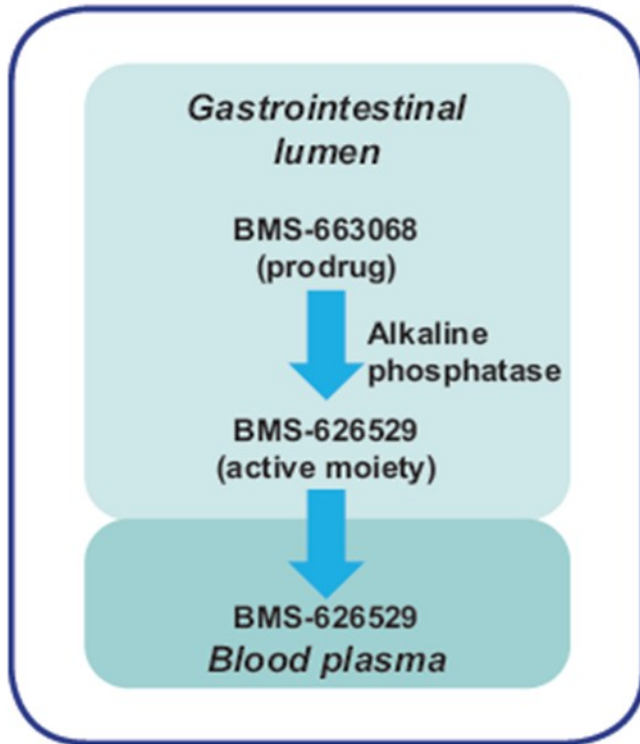 Gastrointestinal
lumen
BMS-663068
(prodrug)
Alkaline
phosphatase
BMS-626529
(active moiety)
BMS-626529
Blood plasma